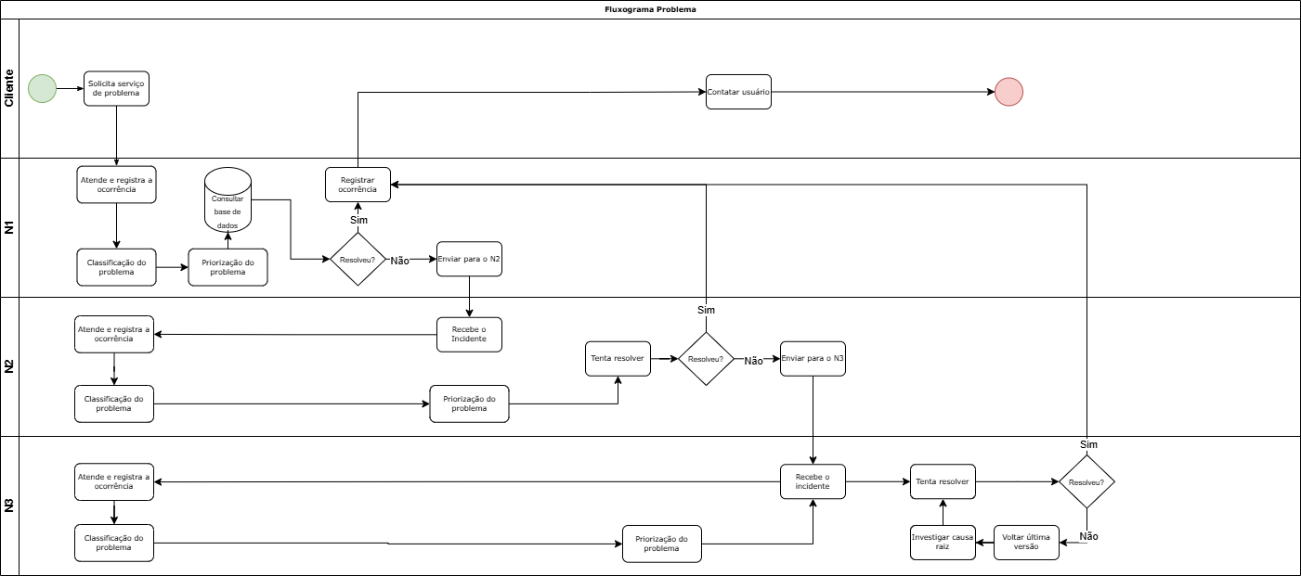 Fluxograma Problema
Cliente
Solicita serviço
de problema
Contatar usuário
N1
Atende e registra a
ocorrência
Consultar
base de
dados
Registrar
ocorrência
Sim
Classificação do
problema
Priorização do
problema
Resolveu?
Não
Enviar para o N2
N2
Atende e registra a
ocorrência
Recebe o
Incidente
Sim
Tenta resolver
Resolveu?
Não
Enviar para o N3
Classificação do
problema
Priorização do
problema
N3
Sim
Atende e registra a
ocorrência
Recebe o
incidente
Tenta resolver
Resolveu?
Classificação do
problema
Priorização do
problema
Investigar causa
raiz
Voltar última
versão
Não